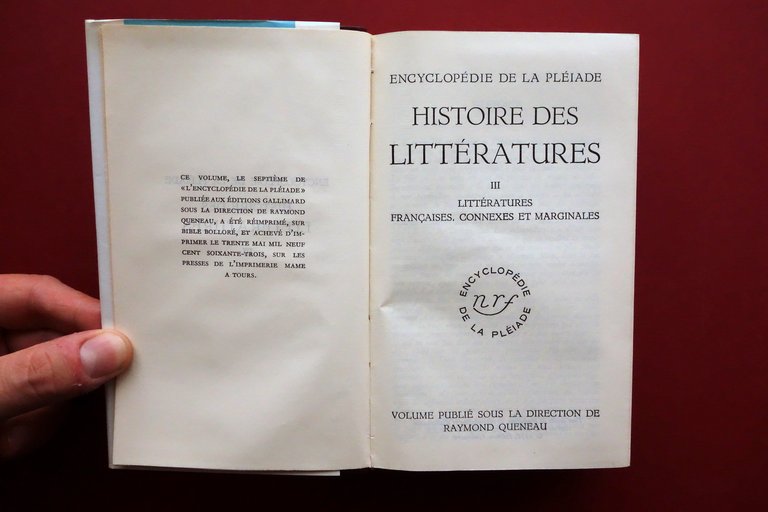 CE VOLUME, LE SEPTIÈME DE
«L'ENCYCLOPÉDIE DE LA PLÉIADE»
PUBLIÉE AUX ÉDITIONS GALLIMARD
SOUS LA DIRECTION DE RAYMOND
QUENEAU, A ÉTÉ RÉIMPRIMÉ, SUR
BIBLE BOLLORÉ, ET ACHEVÉ D'IM-
PRIMER LE TRENTE MAI MIL NEUF
CENT SOIXANTE-TROIS, SUR LES
PRESSES DE L'IMPRIMERIE MAME
A TOURS.
ENCYCLOPÉDIE DE LA PLÉIADE
HISTOIRE DES
LITTÉRATURES
III
LITTÉRATURES
FRANÇAISES, CONNEXES ET MARGINALES
ENCYCLOPÉDIE
nrf
DE LA PLÉIADE
VOLUME PUBLIÉ SOUS LA DIRECTION DE
RAYMOND QUENEAU